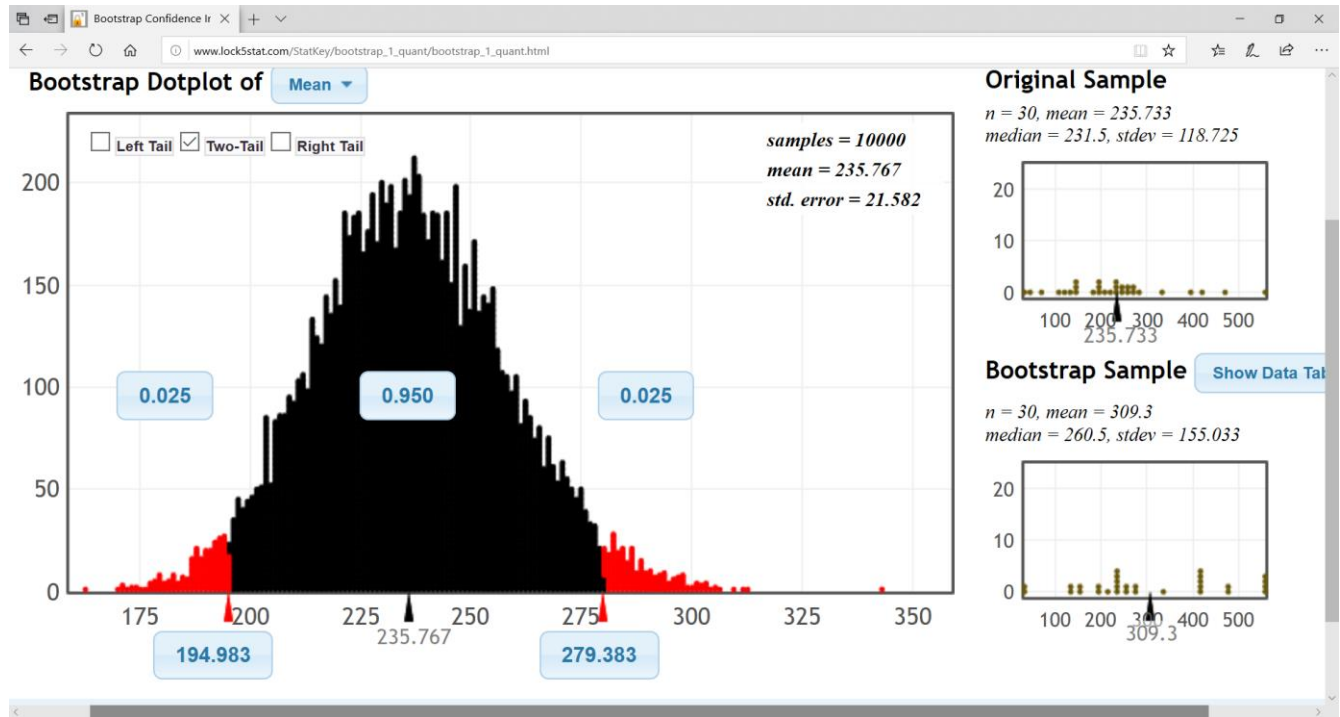 Bootstrap Confidence Ir
www.lock5stat.com/StatKey/bootstrap_1_quant/bootstrap_1_quant.html
Bootstrap Dotplot of Mean
Left Tail Two-Tail Right Tail
samples = 10000
mean = 235.767
std. error = 21.582
200
150
100
50
0
0.025 0.950 0.025
175 200 225 250 275 300 325 350
235.767
194.983 279.383
Original Sample
n = 30, mean = 235.733
median = 231.5, stdev = 118.725
20
10
0
100 200 300 400 500
235.733
Bootstrap Sample Show Data Tab
n = 30, mean = 309.3
median = 260.5, stdev = 155.033
20
10
0
100 200 300 400 500
309.3